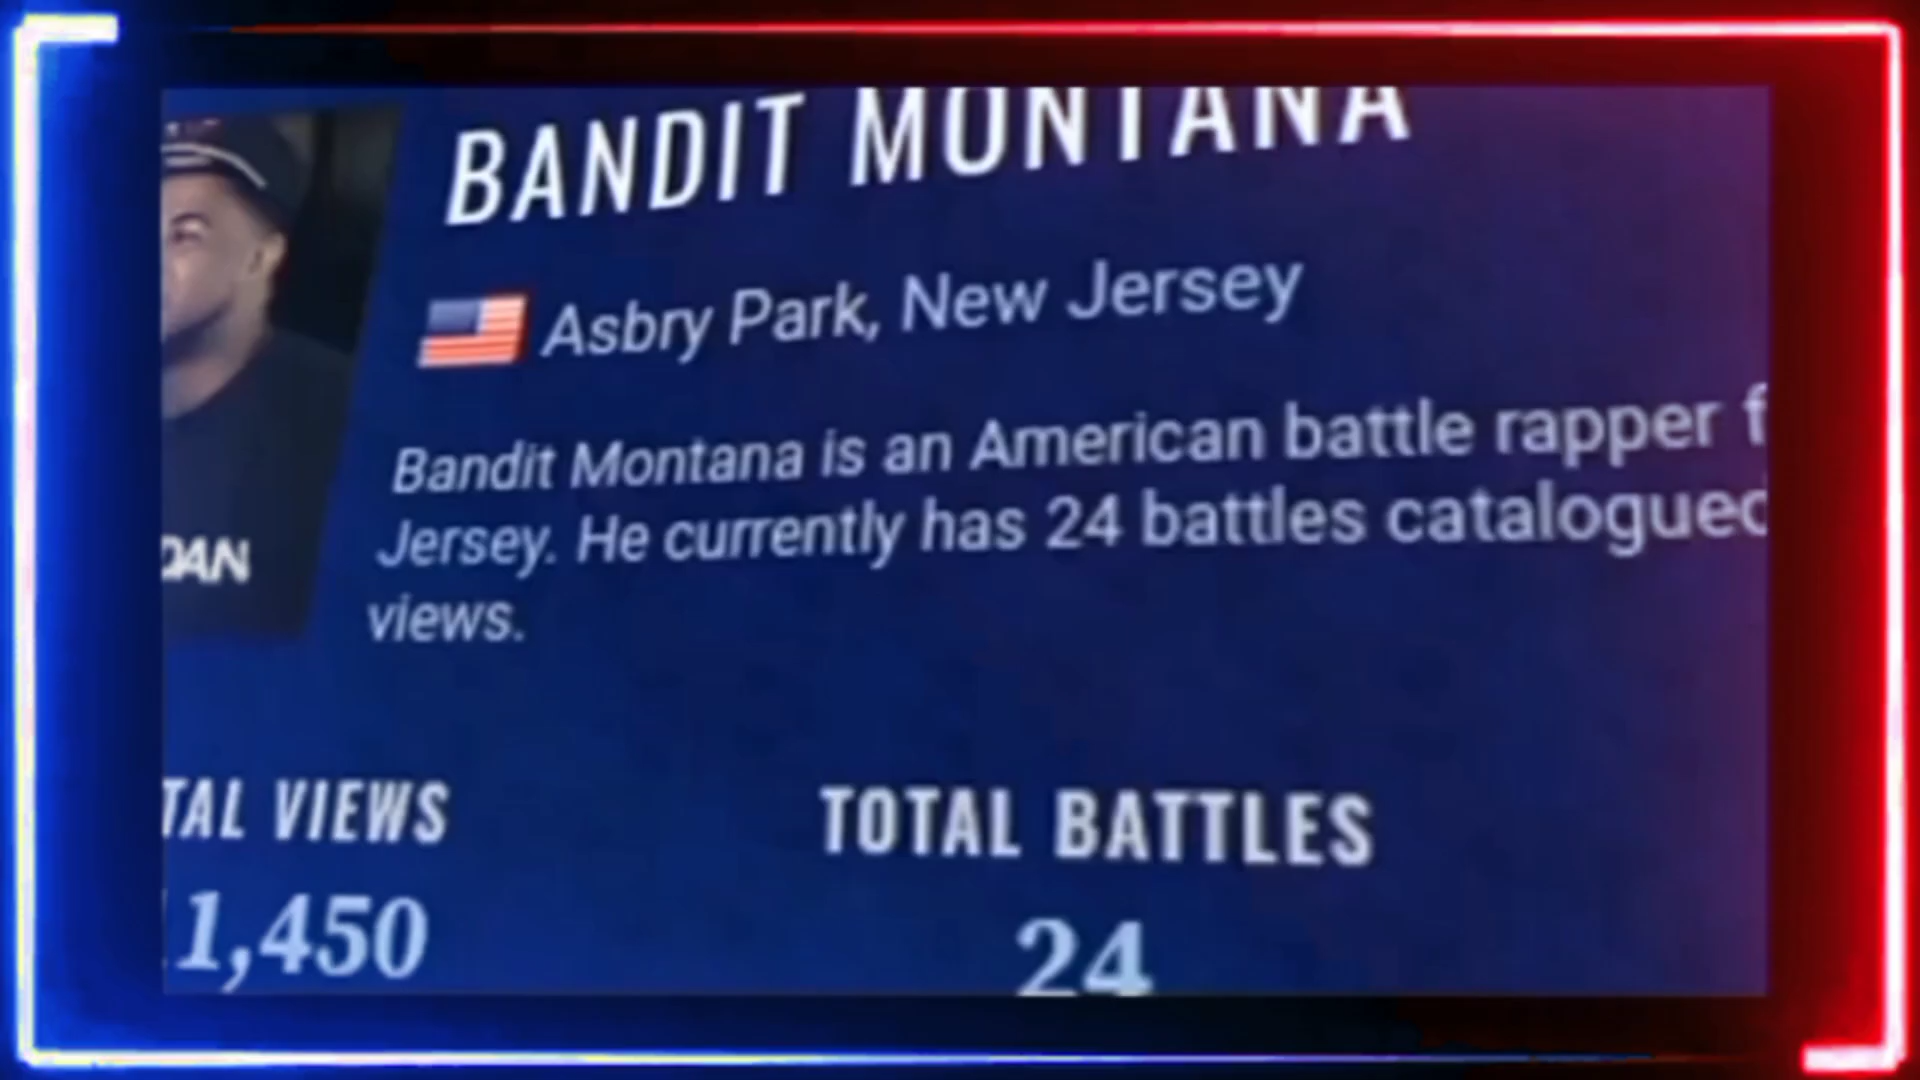 BANDIT MONTANA
Asbry Park, New Jersey
Bandit Montana is an American battle rapper f
Jersey. He currently has 24 battles catalogued
views.
DAN
TAL VIEWS
TOTAL BATTLES
1,450
24